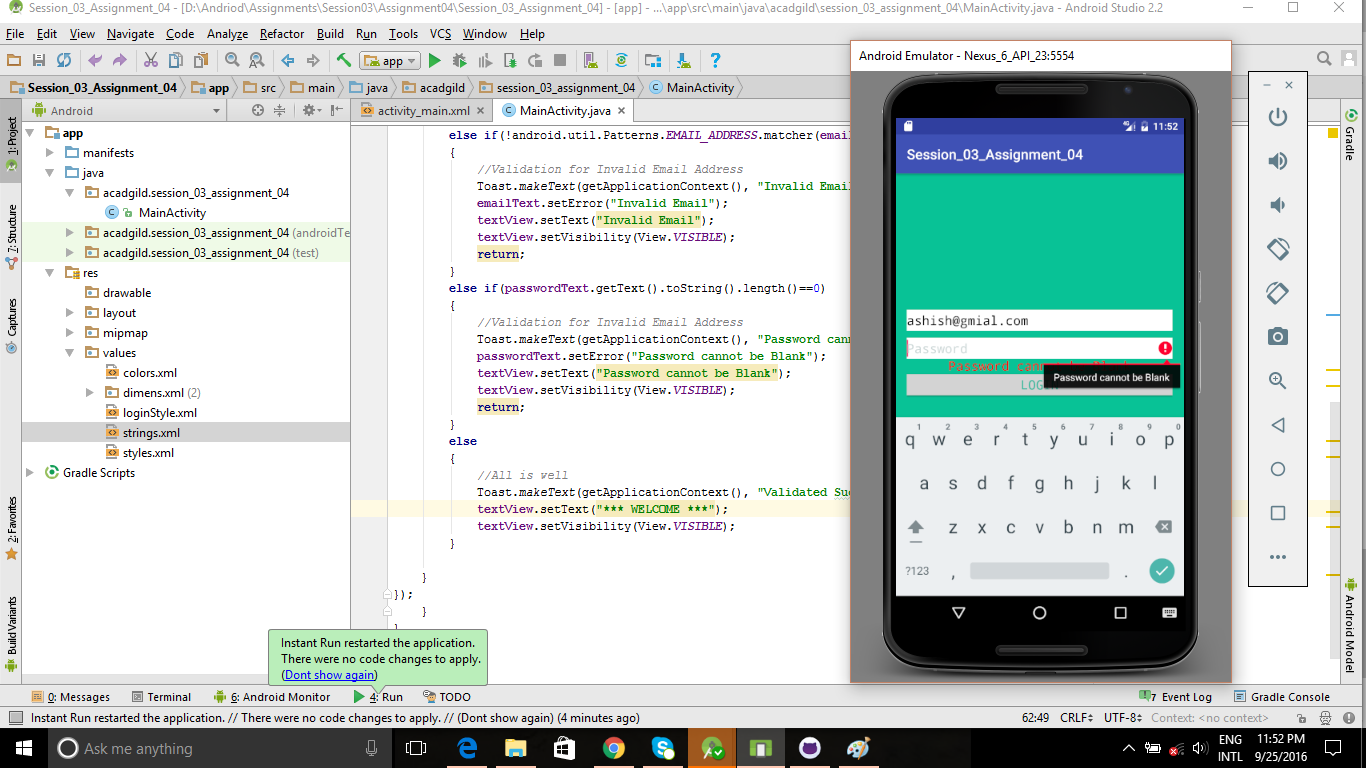 Session_03_Assignment_04 - [D:\Andriod\Assignments\Session03\Assignment04\Session_03_Assignment_04] - [app] - ...\app\src\main\java\acadgild\session_03_assignment_04\MainActivity.java - Android Studio 2.2
File Edit View Navigate Code Analyze Refactor Build Run Tools VCS Window Help
app
Session_03_Assignment_04 app src main java acadgild session_03_assignment_04 MainActivity
Android
activity_main.xml MainActivity.java
1: Project
7: Structure
Captures
2: Favorites
Build Variants
app
manifests
java
acadgild.session_03_assignment_04
MainActivity
acadgild.session_03_assignment_04 (androidTe
acadgild.session_03_assignment_04 (test)
res
drawable
layout
mipmap
values
colors.xml
dimens.xml (2)
loginStyle.xml
strings.xml
styles.xml
Gradle Scripts
else if(!android.util.Patterns.EMAIL_ADDRESS.matcher(email
{
//Validation for Invalid Email Address
Toast.makeText(getApplicationContext(), "Invalid Email
emailText.setError("Invalid Email");
textView.setText("Invalid Email");
textView.setVisibility(View.VISIBLE);
return;
}
else if(passwordText.getText().toString().length()==0)
{
//Validation for Invalid Email Address
Toast.makeText(getApplicationContext(), "Password cann
passwordText.setError("Password cannot be Blank");
textView.setText("Password cannot be Blank");
textView.setVisibility(View.VISIBLE);
return;
}
else
{
//All is well
Toast.makeText(getApplicationContext(), "Validated Suc
textView.setText("*** WELCOME ***");
textView.setVisibility(View.VISIBLE);
}
}
});
}
}
Android Emulator - Nexus_6_API_23:5554
11:52
Session_03_Assignment_04
ashish@gmial.com
Password
Password cannot be Blank
LOG
1 2 3 4 5 6 7 8 9 0
q w e r t y u i o p
a s d f g h j k l
z x c v b n m
?123 , .
Gradle
Android Model
Instant Run restarted the application.
There were no code changes to apply.
(Dont show again)
0: Messages Terminal 6: Android Monitor 4: Run TODO 7 Event Log Gradle Console
Instant Run restarted the application. // There were no code changes to apply. // (Dont show again) (4 minutes ago) 62:49 CRLF UTF-8 Context: <no context>
Ask me anything
ENG
INTL
11:52 PM
9/25/2016